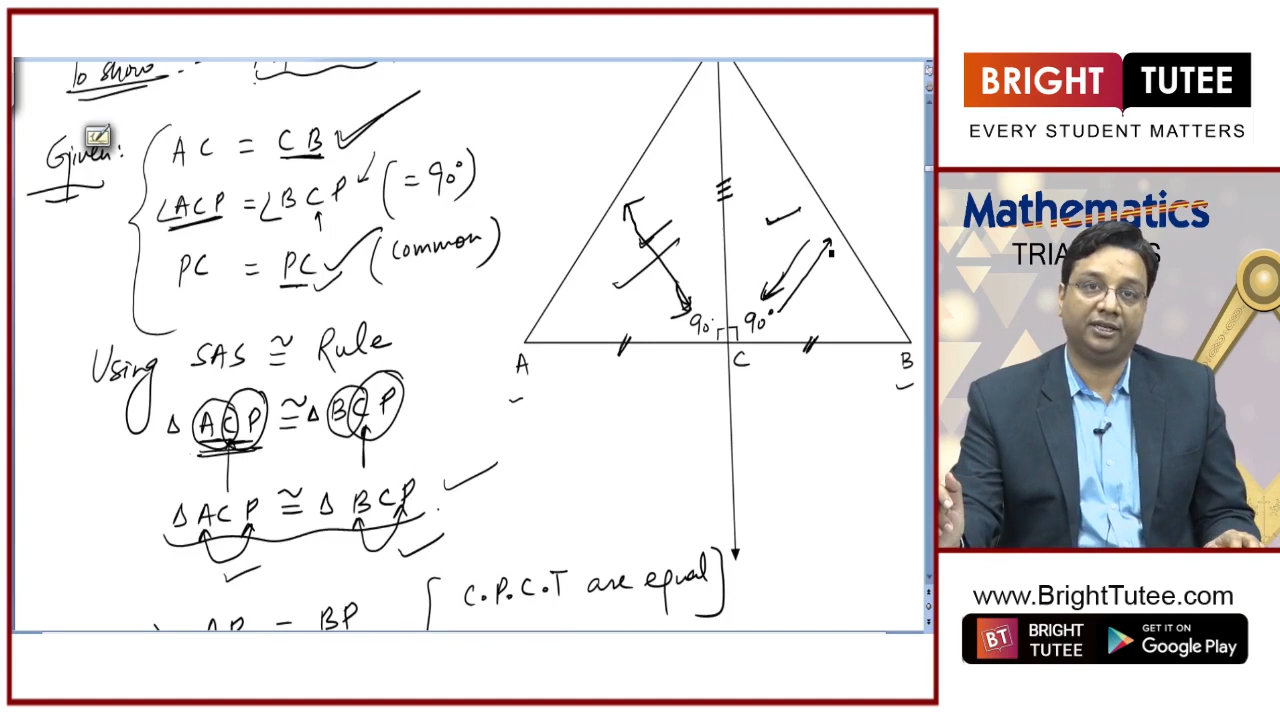 To show :-
Given: AC = CB
∠ACP = ∠BCP (= 90°)
PC = PC (common)
Using SAS ≅ Rule
Δ ACP ≅ Δ BCP
Δ ACP ≅ Δ BCP
AP = BP [C.P.C.T are equal]
90° 90°
A C B
BRIGHT TUTEE
EVERY STUDENT MATTERS
Mathematics
www.BrightTutee.com
BT BRIGHT TUTEE
GET IT ON Google Play